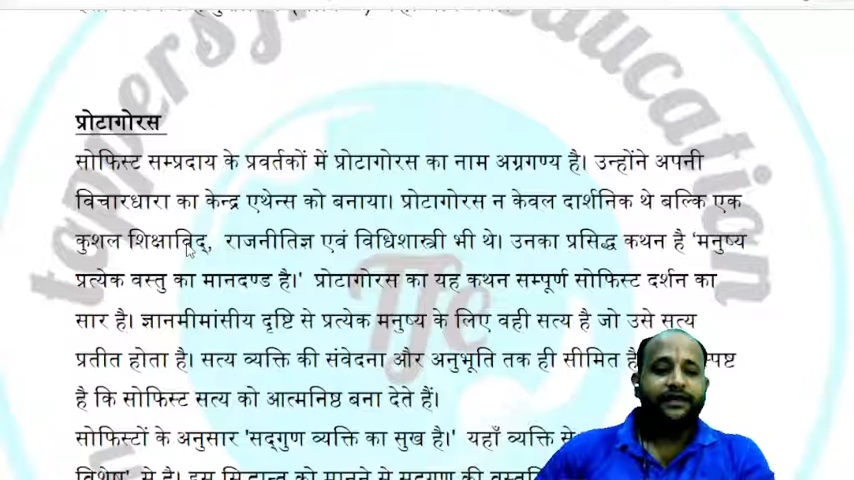 प्रोटागोरस
सोफिस्ट सम्प्रदाय के प्रवर्तकों में प्रोटागोरस का नाम अग्रगण्य है। उन्होंने अपनी
विचारधारा का केन्द्र एथेन्स को बनाया। प्रोटागोरस न केवल दार्शनिक थे बल्कि एक
कुशल शिक्षाविद्, राजनीतिज्ञ एवं विधिशास्त्री भी थे। उनका प्रसिद्ध कथन है 'मनुष्य
प्रत्येक वस्तु का मानदण्ड है।' प्रोटागोरस का यह कथन सम्पूर्ण सोफिस्ट दर्शन का
सार है। ज्ञानमीमांसीय दृष्टि से प्रत्येक मनुष्य के लिए वही सत्य है जो उसे सत्य
प्रतीत होता है। सत्य व्यक्ति की संवेदना और अनुभूति तक ही सीमित
है कि सोफिस्ट सत्य को आत्मनिष्ठ बना देते हैं।
सोफिस्टों के अनुसार 'सद्‌गुण व्यक्ति का सुख है।' यहाँ व्यक्ति से
विशेष' से है। इस सिद्धान्त को मानने से सद्‌गुण की